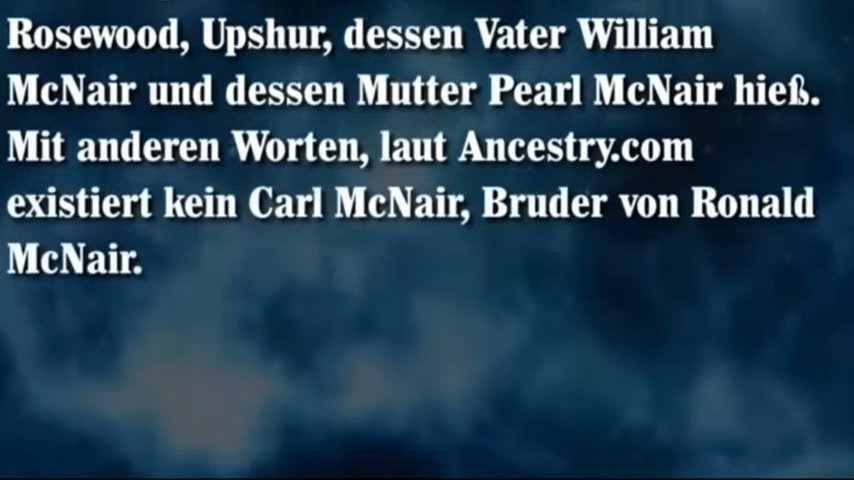 Rosewood, Upshur, dessen Vater William
McNair und dessen Mutter Pearl McNair hieß.
Mit anderen Worten, laut Ancestry.com
existiert kein Carl McNair, Bruder von Ronald
McNair.